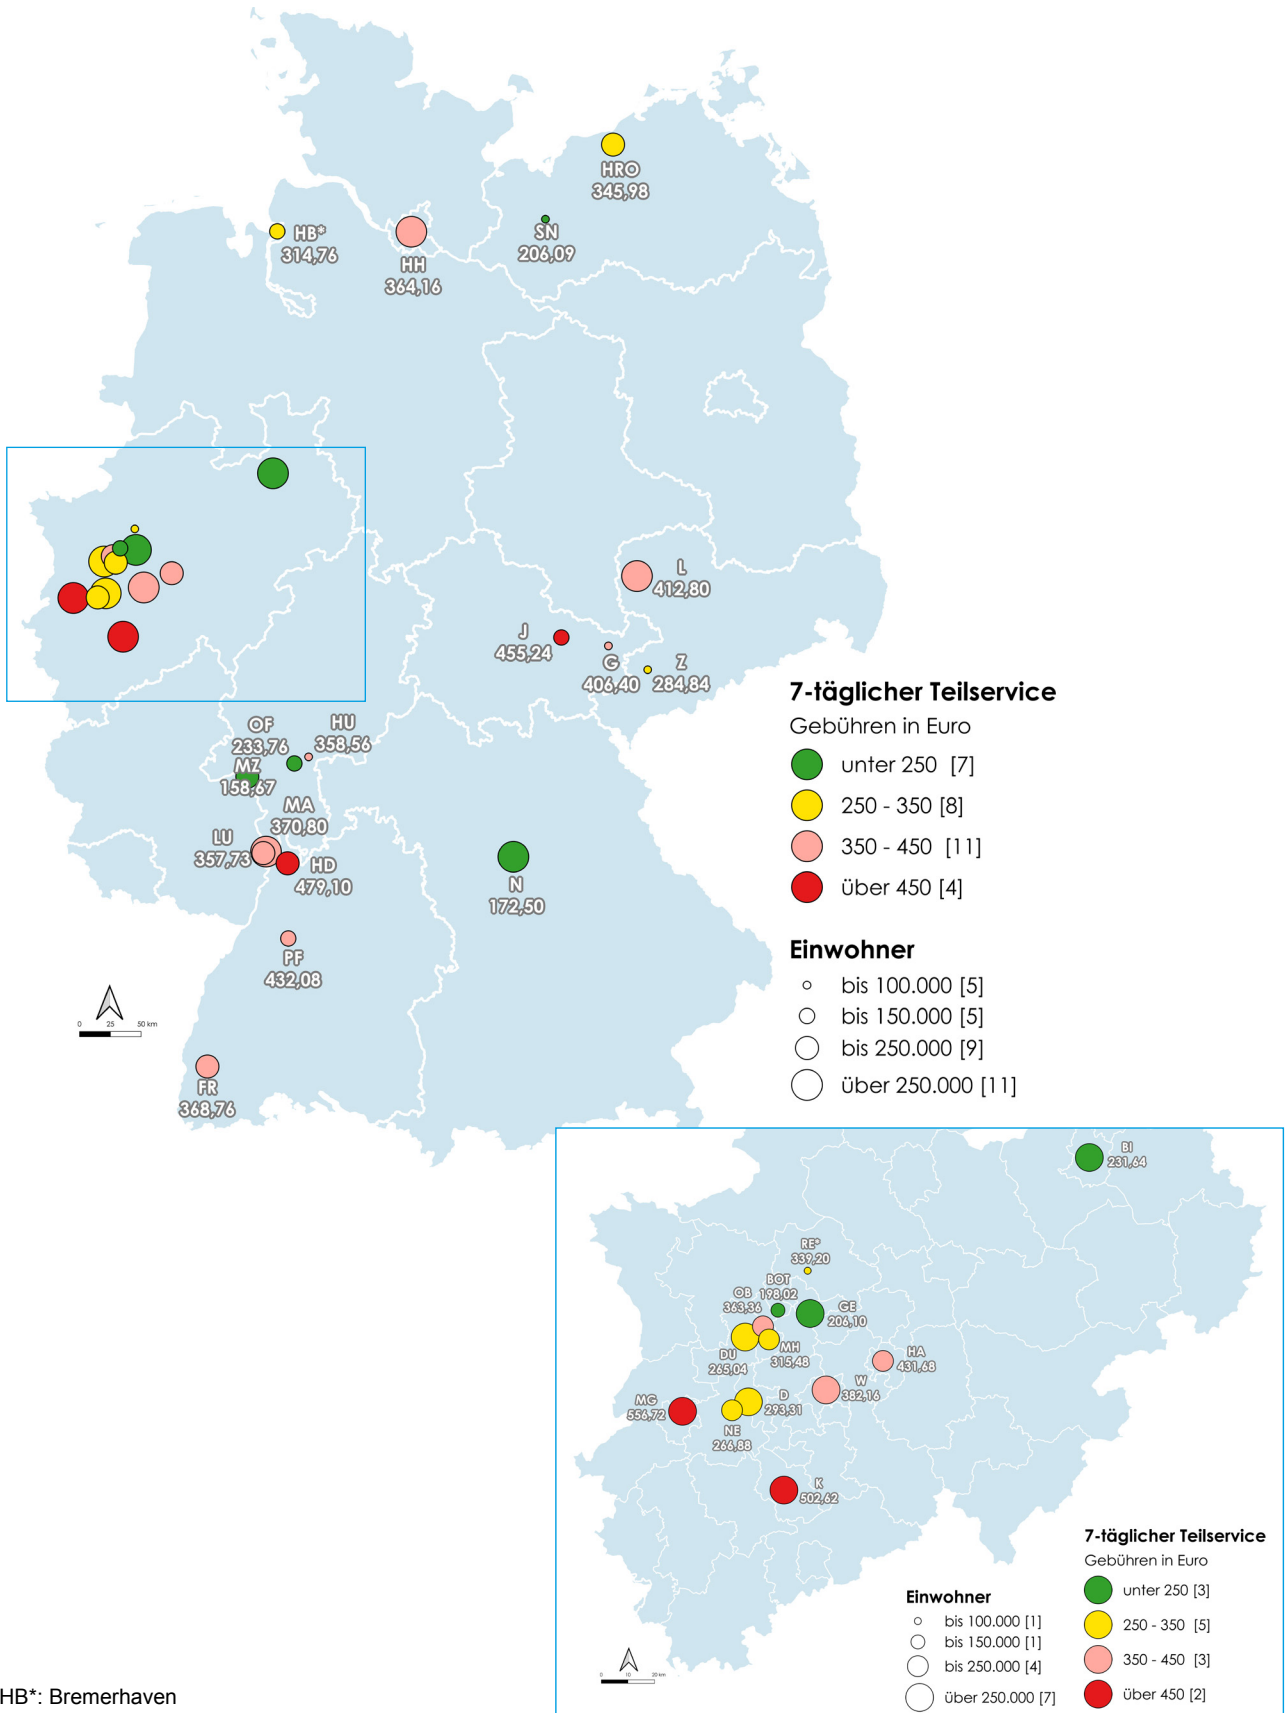 HRO
345,98
HB*
314,76
HH
364,16
SN
206,09
L
412,80
J
455,24
G
406,40
Z
284,84
OF
233,76
HU
358,56
MZ
158,67
MA
370,80
LU
357,73
HD
479,10
N
172,50
PF
432,08
FR
368,76
0 25 50 km
7-täglicher Teilservice
Gebühren in Euro
unter 250 [7]
250 - 350 [8]
350 - 450 [11]
über 450 [4]
Einwohner
bis 100.000 [5]
bis 150.000 [5]
bis 250.000 [9]
über 250.000 [11]
BI
231,64
RE*
339,20
BOT
198,02
OB
363,36
GE
206,10
DU
265,04
MH
315,48
HA
431,68
W
382,16
MG
556,72
D
293,31
NE
266,88
K
502,62
0 10 20 km
Einwohner
bis 100.000 [1]
bis 150.000 [1]
bis 250.000 [4]
über 250.000 [7]
7-täglicher Teilservice
Gebühren in Euro
unter 250 [3]
250 - 350 [5]
350 - 450 [3]
über 450 [2]
HB*: Bremerhaven